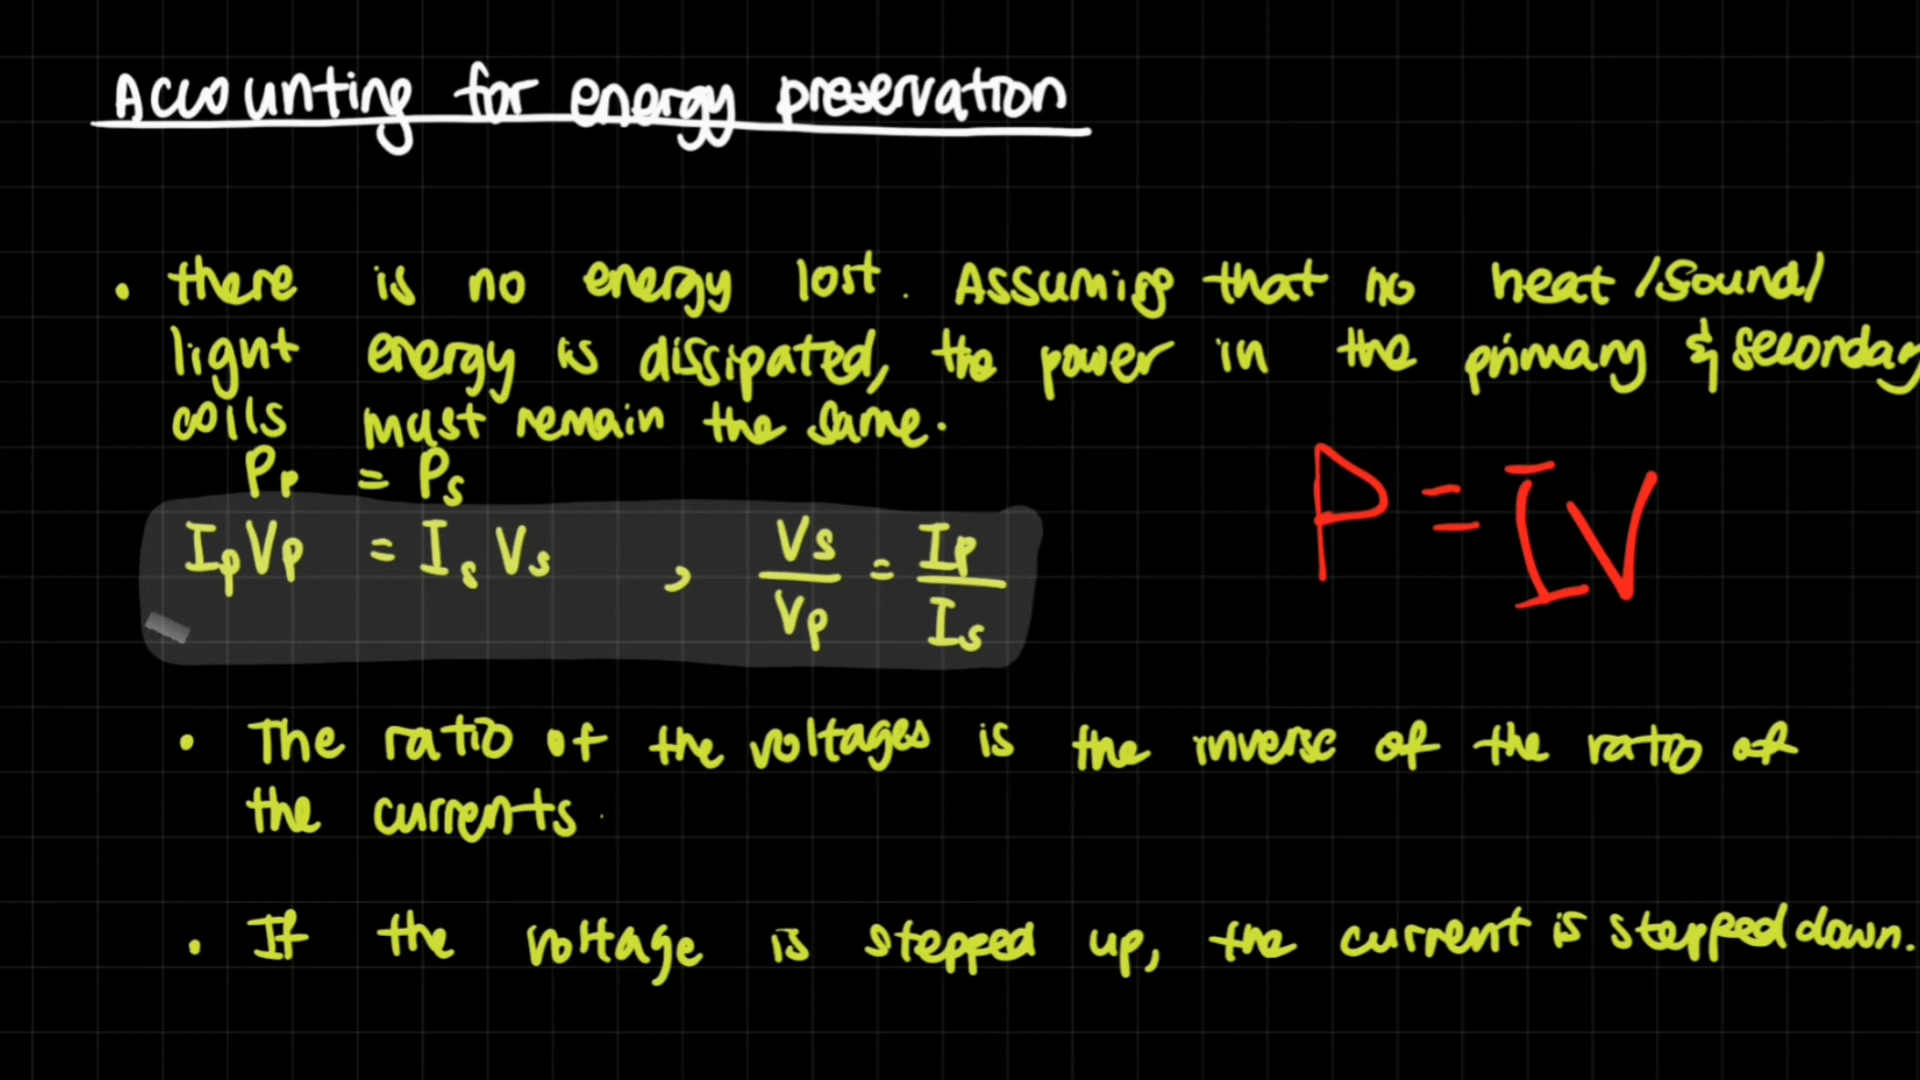 Accounting for energy preservation
• there is no energy lost. Assuming that no heat/sound/
light energy is dissipated, the power in the primary & secondary
coils must remain the same.
Pp = Ps
IpVp = IsVs , Vs/Vp = Ip/Is
P = IV
• The ratio of the voltages is the inverse of the ratio of
the currents.
• If the voltage is stepped up, the current is stepped down.